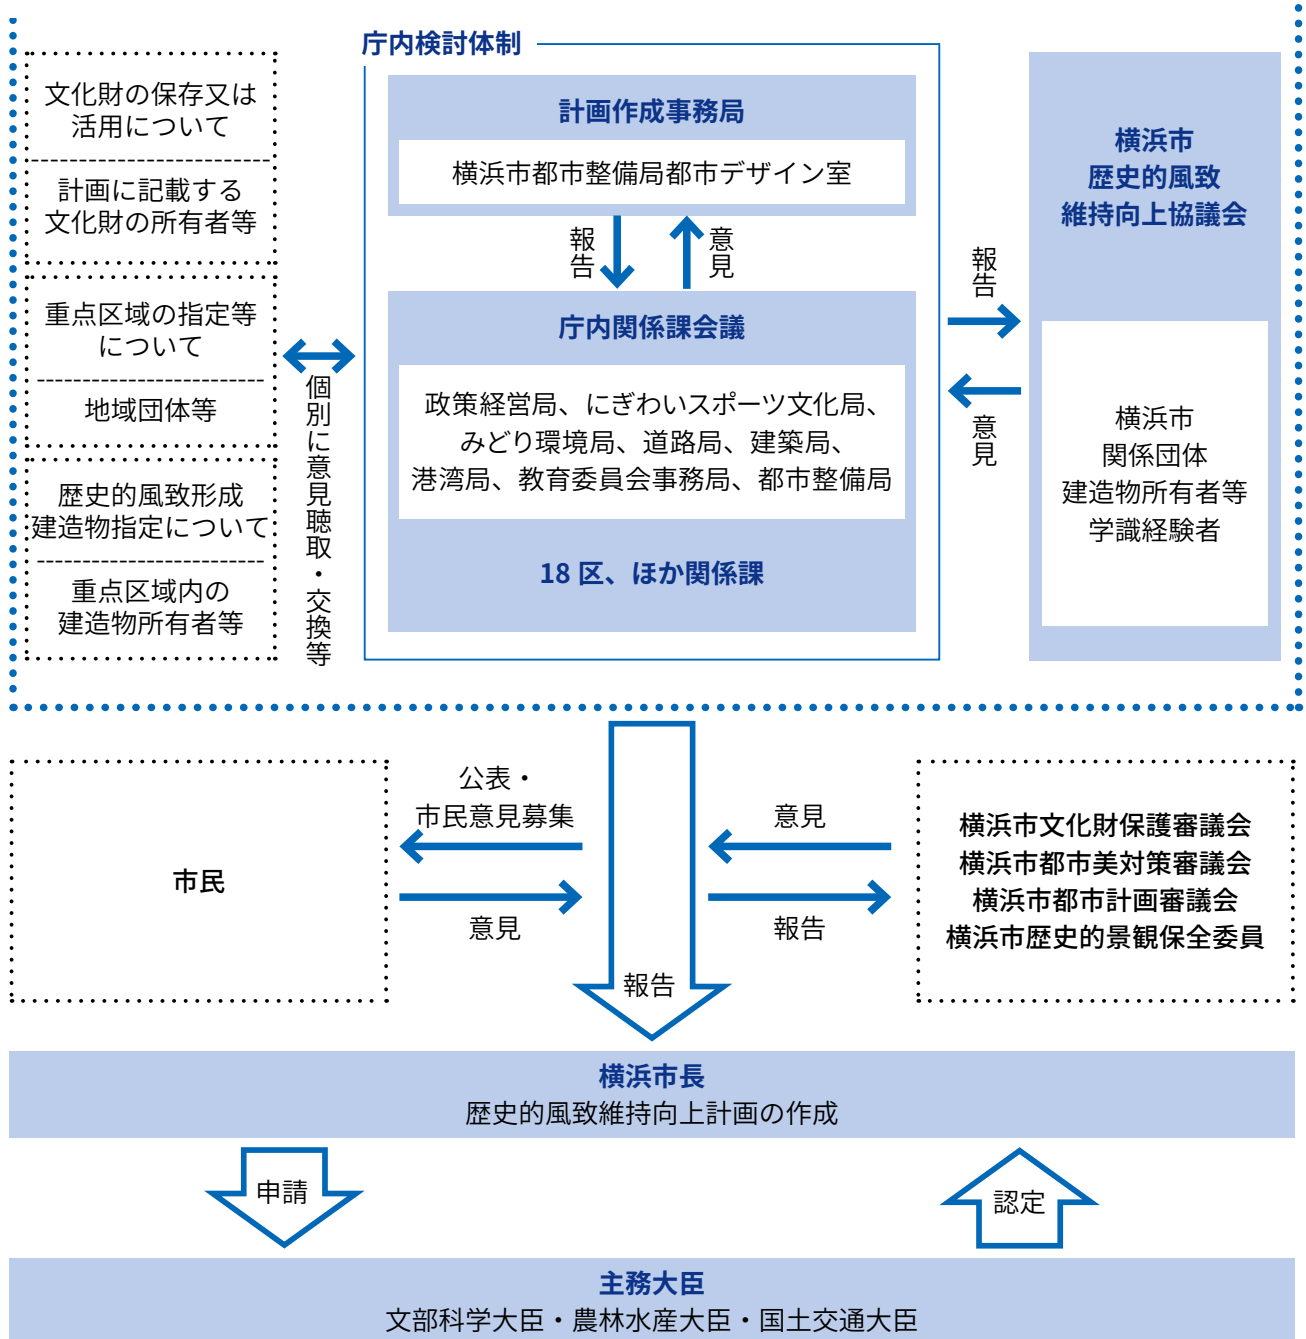 文化財の保存又は
活用について
計画に記載する
文化財の所有者等
重点区域の指定等
について
地域団体等
歴史的風致形成
建造物指定について
重点区域内の
建造物所有者等
個別に意見聴取・交換等
庁内検討体制
計画作成事務局
横浜市都市整備局都市デザイン室
報告
意見
庁内関係課会議
政策経営局、にぎわいスポーツ文化局、
みどり環境局、道路局、建築局、
港湾局、教育委員会事務局、都市整備局
18 区、ほか関係課
報告
意見
横浜市
歴史的風致
維持向上協議会
横浜市
関係団体
建造物所有者等
学識経験者
市民
公表・
市民意見募集
意見
意見
報告
横浜市文化財保護審議会
横浜市都市美対策審議会
横浜市都市計画審議会
横浜市歴史的景観保全委員
報告
横浜市長
歴史的風致維持向上計画の作成
申請
認定
主務大臣
文部科学大臣・農林水産大臣・国土交通大臣